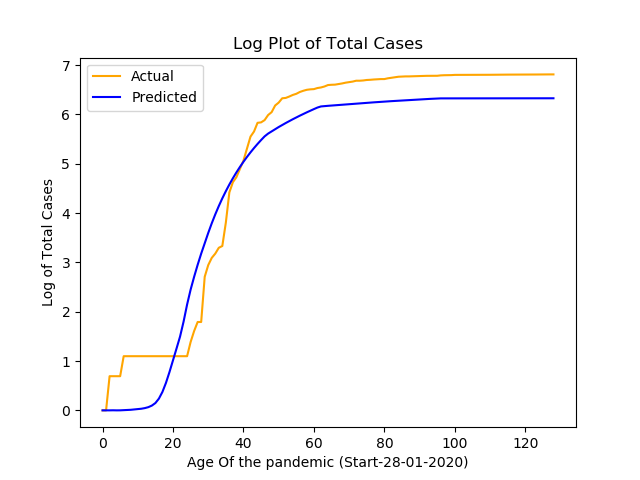 Log Plot of Total Cases
Actual
Predicted
Log of Total Cases
7
6
5
4
3
2
1
0
0 20 40 60 80 100 120
Age Of the pandemic (Start-28-01-2020)